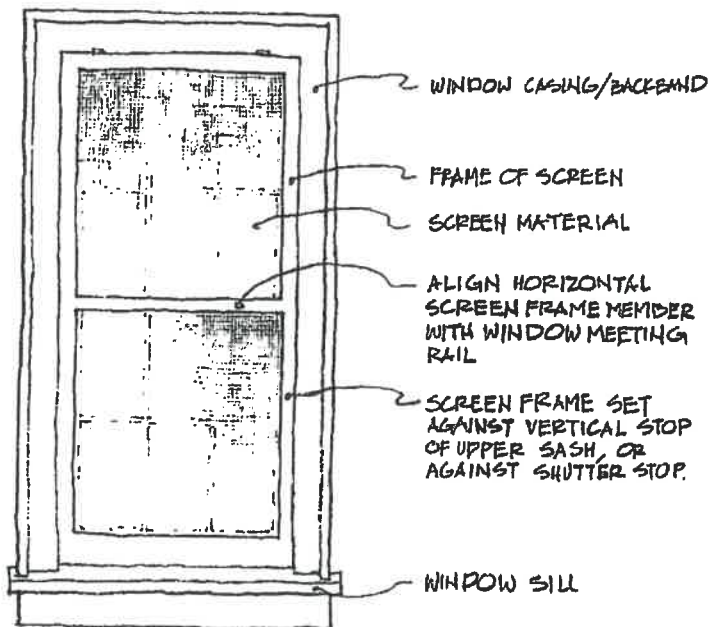 WINDOW CASING/BACKBAND
FRAME OF SCREEN
SCREEN MATERIAL
ALIGN HORIZONTAL
SCREEN FRAME MEMBER
WITH WINDOW MEETING
RAIL
SCREEN FRAME SET
AGAINST VERTICAL STOP
OF UPPER SASH, OR
AGAINST SHUTTER STOP.
WINDOW SILL